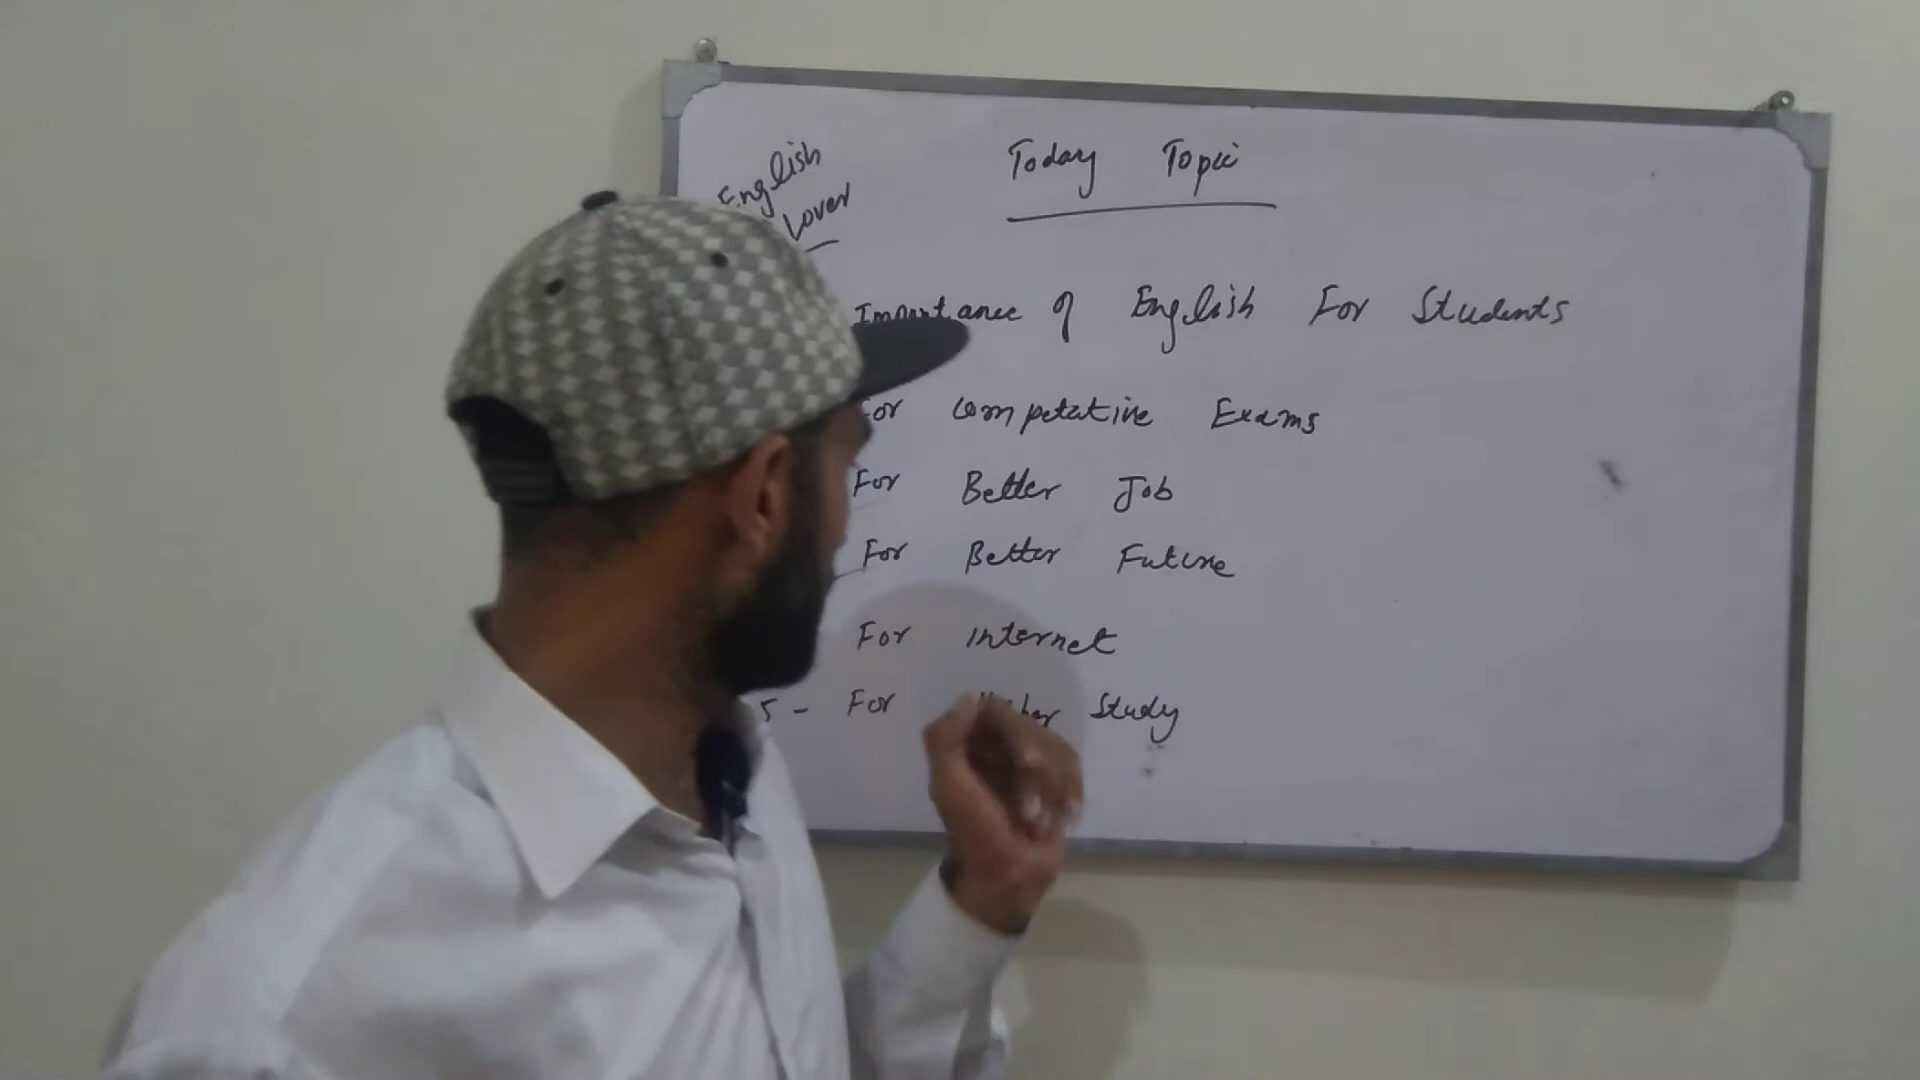 English
Lover
Today Topic
Importance of English For Students
For Competative Exams
For Better Job
For Better Future
For internet
5 - For Higher Study